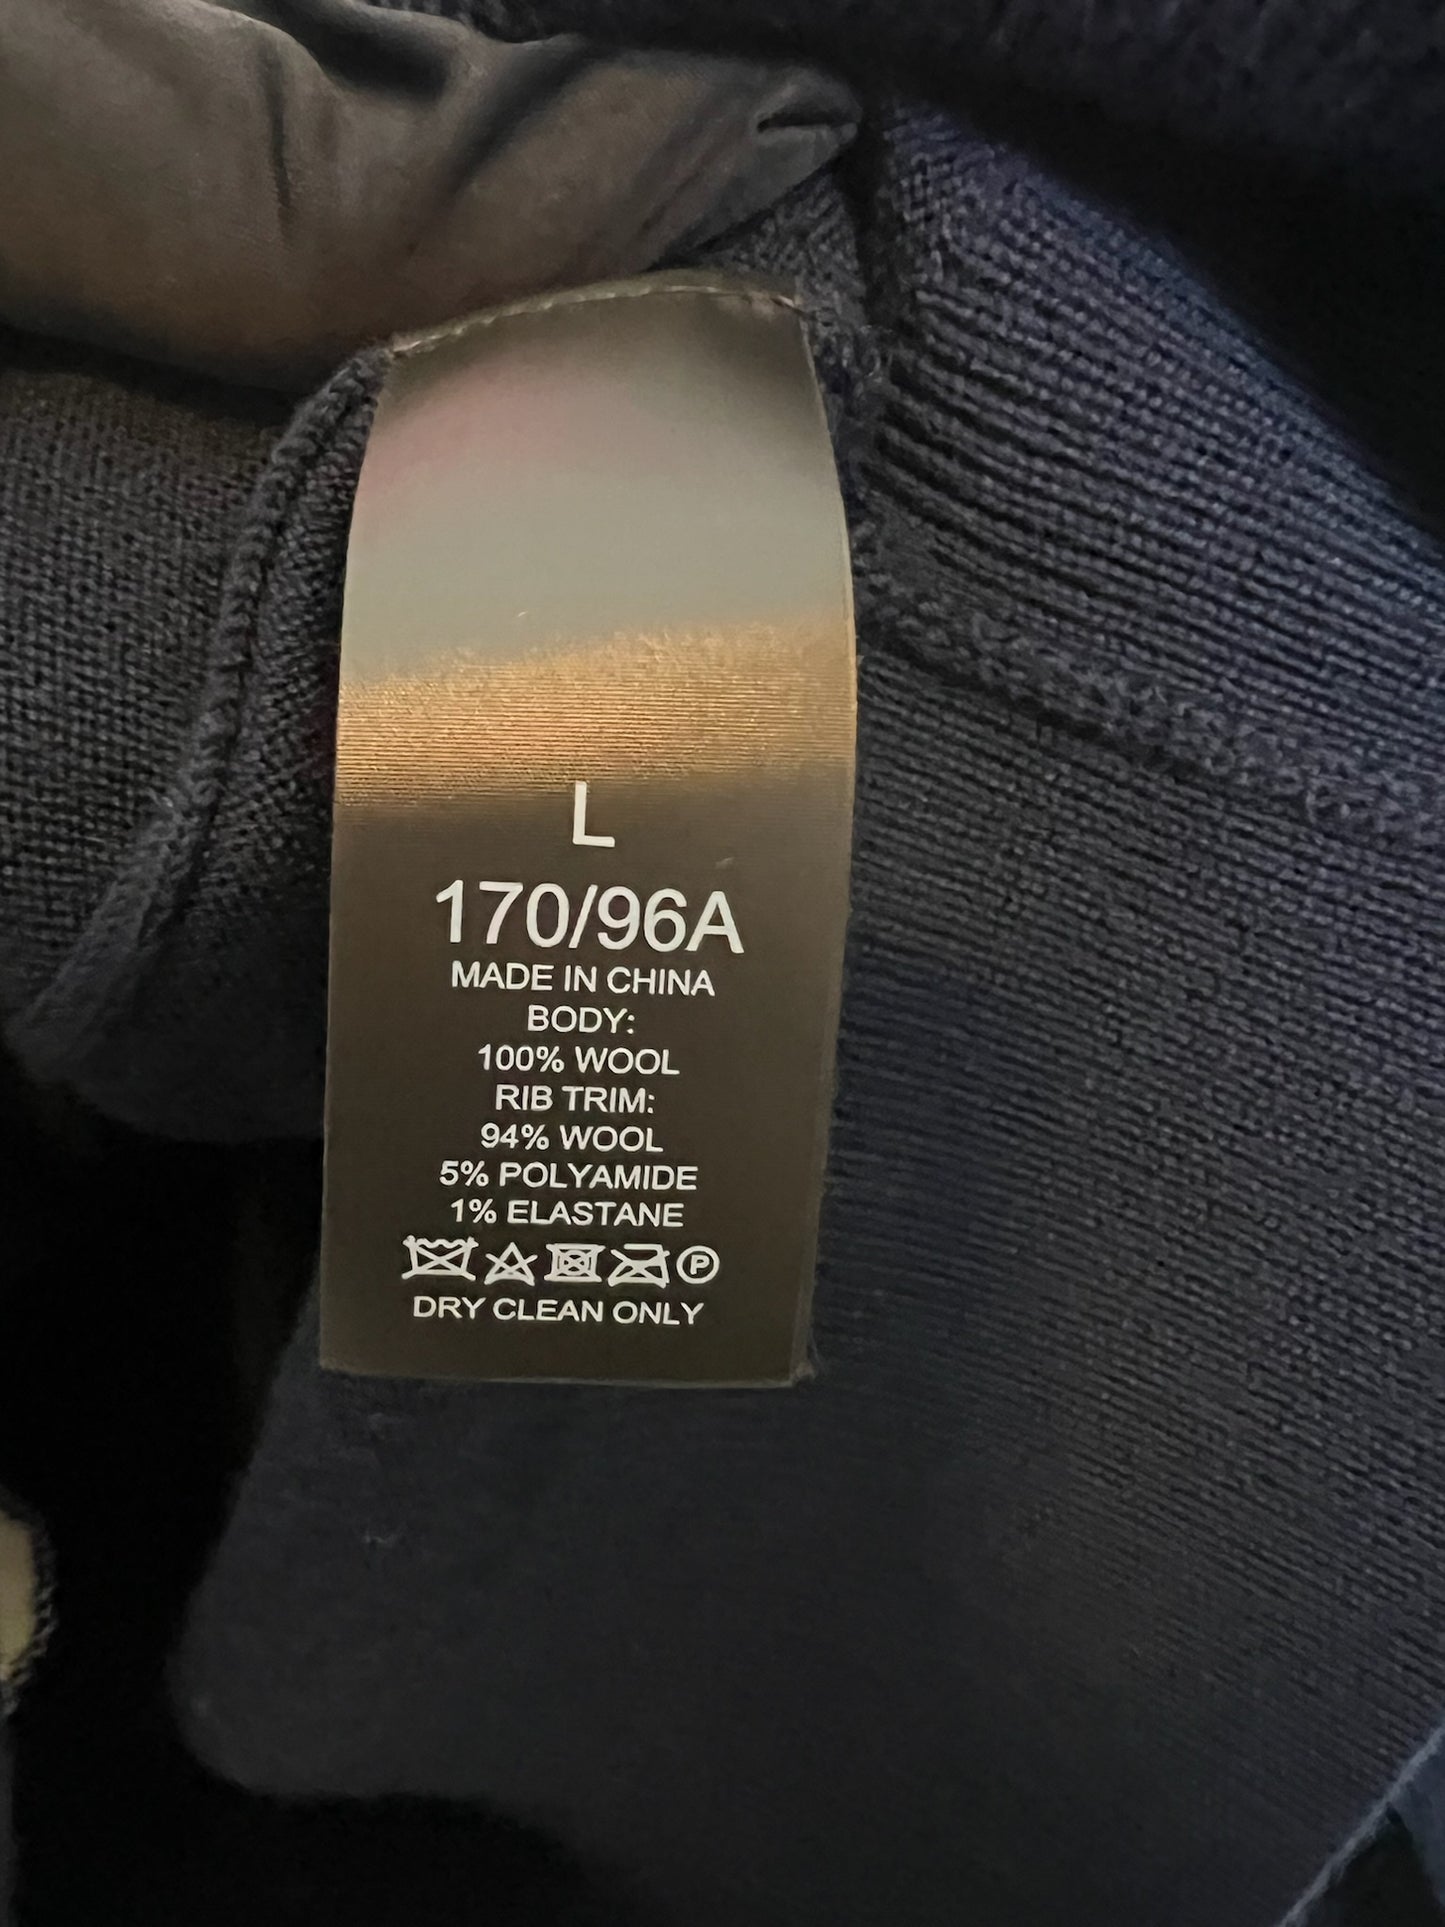 L
170/96A
MADE IN CHINA
BODY:
100% WOOL
RIB TRIM:
94% WOOL
5% POLYAMIDE
1% ELASTANE
P
DRY CLEAN ONLY